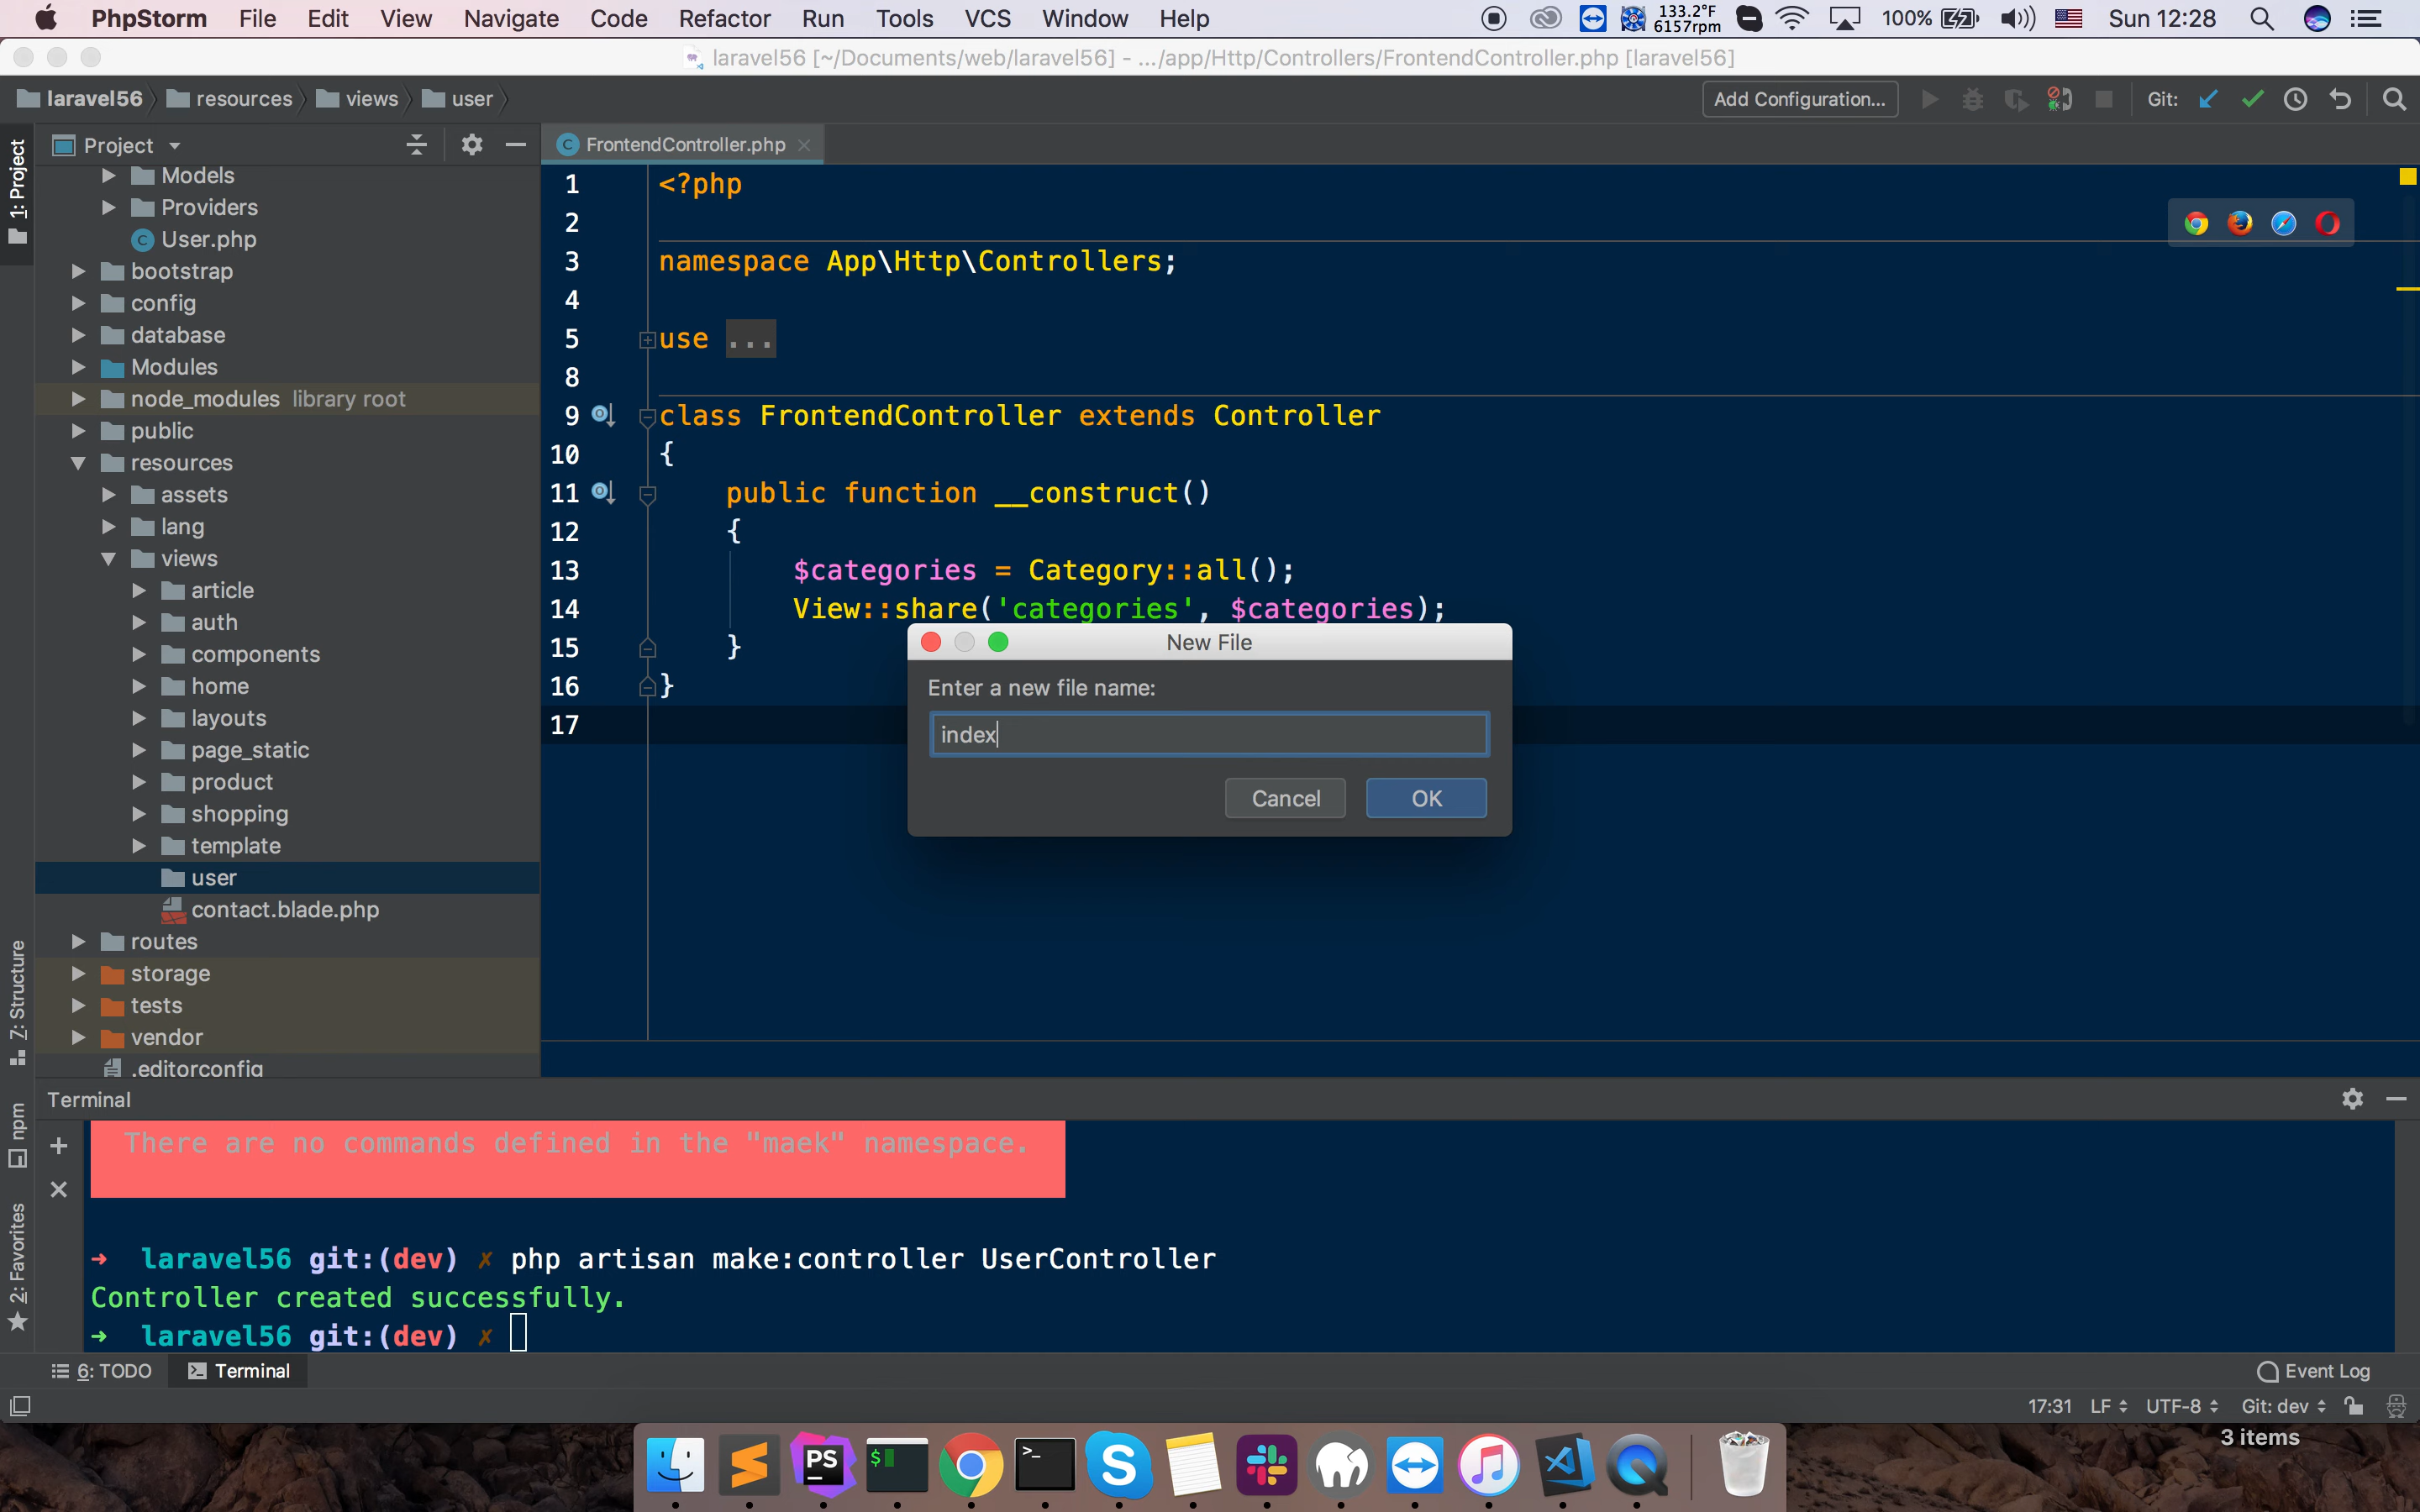 PhpStorm File Edit View Navigate Code Refactor Run Tools VCS Window Help 133.2°F 6157rpm 100% Sun 12:28
laravel56 [~/Documents/web/laravel56] - .../app/Http/Controllers/FrontendController.php [laravel56]
laravel56 resources views user Add Configuration... Git:
1: Project
Z: Structure
npm
2: Favorites
Project
Models
Providers
User.php
bootstrap
config
database
Modules
node_modules library root
public
resources
assets
lang
views
article
auth
components
home
layouts
page_static
product
shopping
template
user
contact.blade.php
routes
storage
tests
vendor
.editorconfig
FrontendController.php
1 <?php
2
3 namespace App\Http\Controllers;
4
5 use ...
8
9 class FrontendController extends Controller
10 {
11 public function __construct()
12 {
13 $categories = Category::all();
14 View::share('categories', $categories);
15 }
16 }
17
New File
Enter a new file name:
index
Cancel OK
Terminal
There are no commands defined in the "maek" namespace.
→ laravel56 git:(dev) ✗ php artisan make:controller UserController
Controller created successfully.
→ laravel56 git:(dev) ✗
6: TODO Terminal Event Log
17:31 LF UTF-8 Git: dev
3 items
PS
$
>_
S